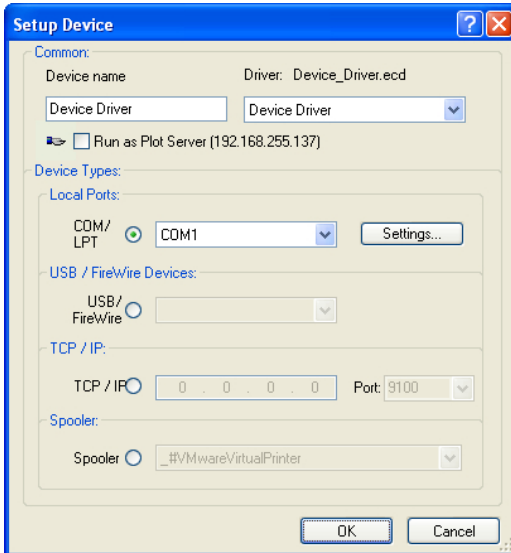 Setup Device
Common:
Device name Driver: Device_Driver.ecd
Device Driver Device Driver
Run as Plot Server (192.168.255.137)
Device Types:
Local Ports:
COM/
LPT COM1 Settings...
USB / FireWire Devices:
USB/
FireWire
TCP / IP:
TCP / IP 0 . 0 . 0 . 0 Port: 9100
Spooler:
Spooler _#VMwareVirtualPrinter
OK Cancel